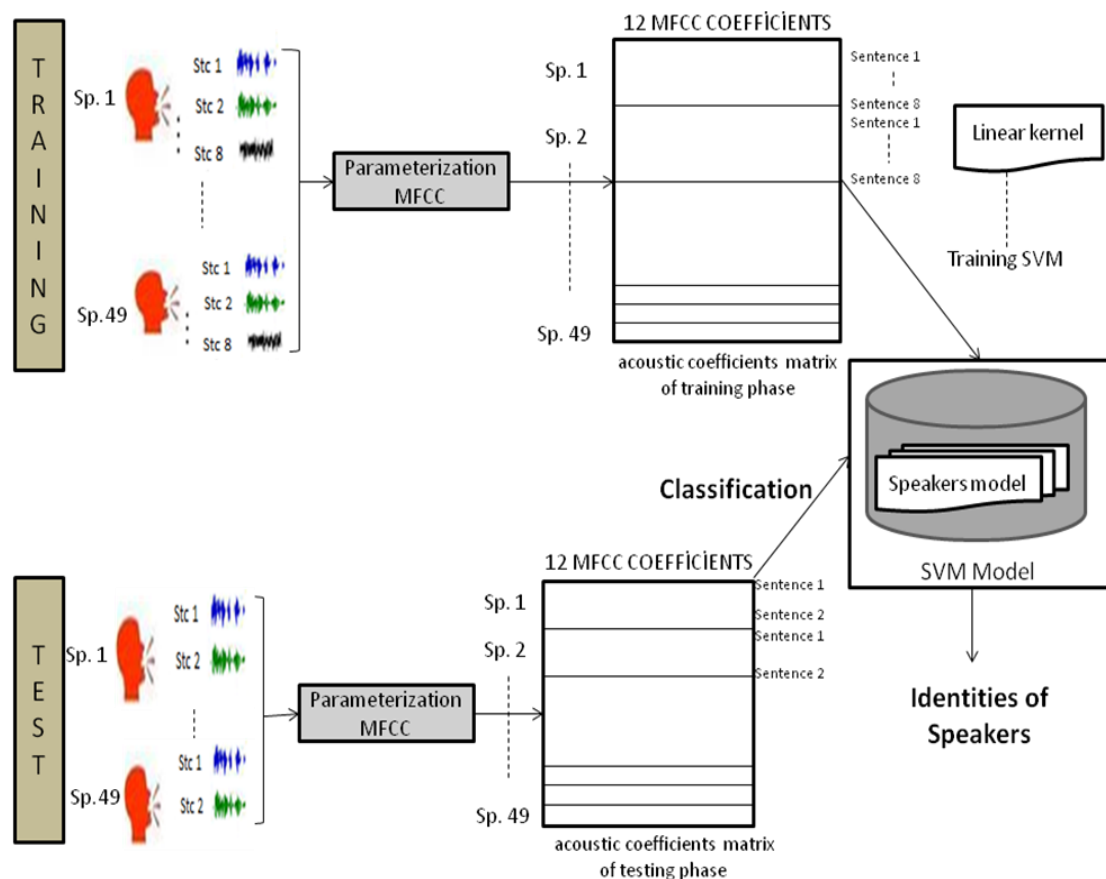 TRAINING
Sp. 1
Stc 1
Stc 2
Stc 8
Sp. 49
Stc 1
Stc 2
Stc 8
Parameterization
MFCC
12 MFCC COEFFİCİENTS
Sp. 1
Sp. 2
Sp. 49
Sentence 1
Sentence 8
Sentence 1
Sentence 8
acoustic coefficients matrix
of training phase
Linear kernel
Training SVM
Speakers model
SVM Model
Classification
Identities of
Speakers
TEST
Sp. 1
Stc 1
Stc 2
Sp. 49
Stc 1
Stc 2
Parameterization
MFCC
12 MFCC COEFFİCİENTS
Sp. 1
Sp. 2
Sp. 49
Sentence 1
Sentence 2
Sentence 1
Sentence 2
acoustic coefficients matrix
of testing phase